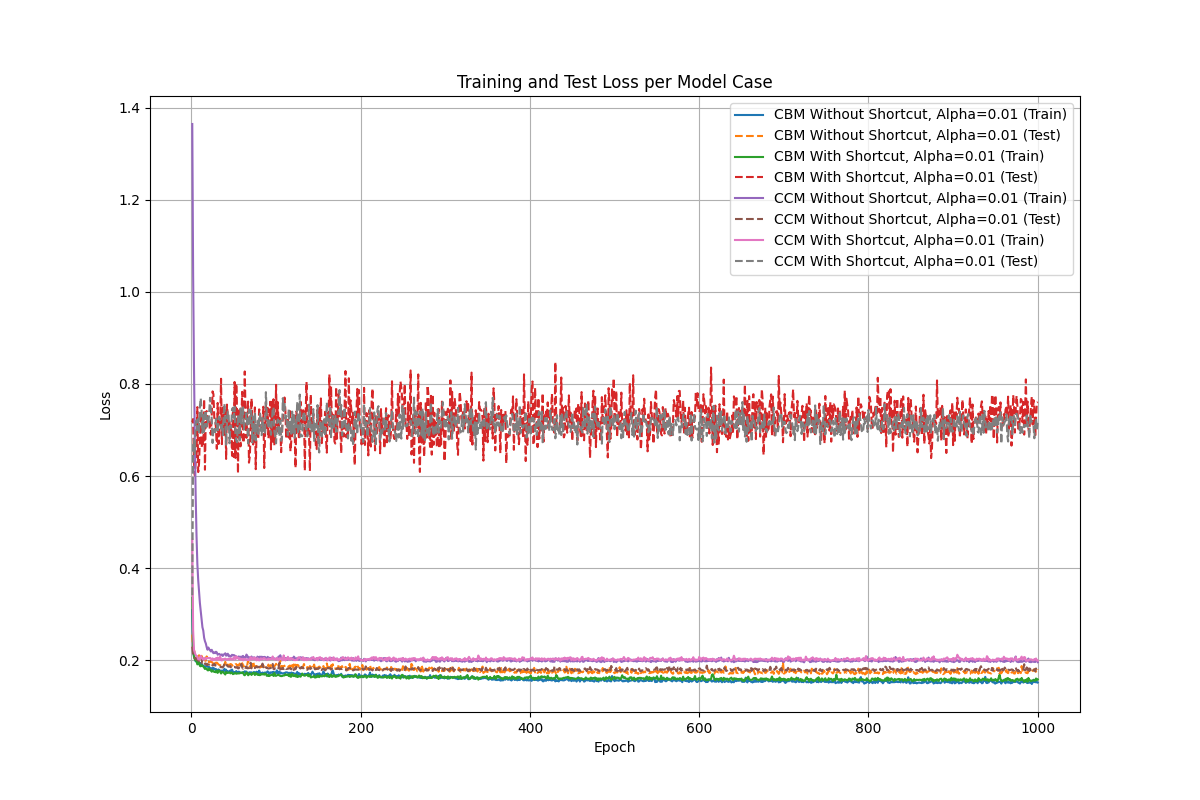 Training and Test Loss per Model Case
CBM Without Shortcut, Alpha=0.01 (Train)
CBM Without Shortcut, Alpha=0.01 (Test)
CBM With Shortcut, Alpha=0.01 (Train)
CBM With Shortcut, Alpha=0.01 (Test)
CCM Without Shortcut, Alpha=0.01 (Train)
CCM Without Shortcut, Alpha=0.01 (Test)
CCM With Shortcut, Alpha=0.01 (Train)
CCM With Shortcut, Alpha=0.01 (Test)
Loss
1.4
1.2
1.0
0.8
0.6
0.4
0.2
0 200 400 600 800 1000
Epoch